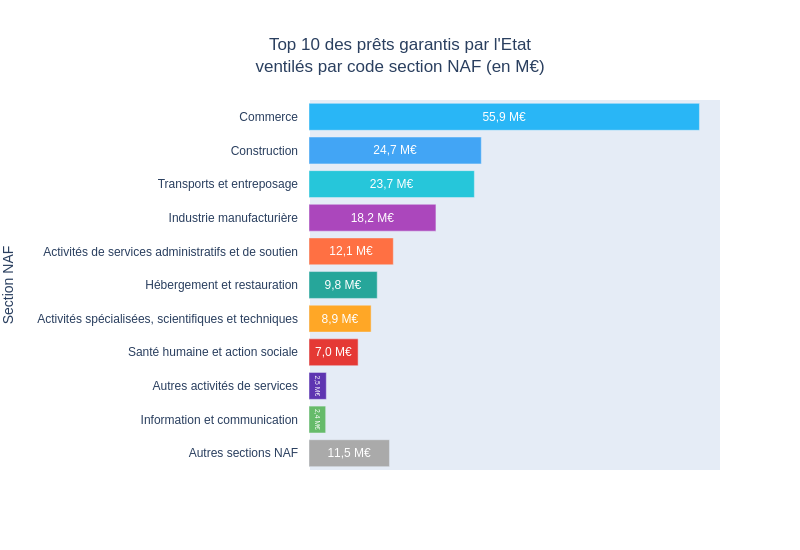 Top 10 des prêts garantis par l'Etat
ventilés par code section NAF (en M€)
Section NAF
Commerce 55,9 M€
Construction 24,7 M€
Transports et entreposage 23,7 M€
Industrie manufacturière 18,2 M€
Activités de services administratifs et de soutien 12,1 M€
Hébergement et restauration 9,8 M€
Activités spécialisées, scientifiques et techniques 8,9 M€
Santé humaine et action sociale 7,0 M€
Autres activités de services 2,5 M€
Information et communication 2,4 M€
Autres sections NAF 11,5 M€